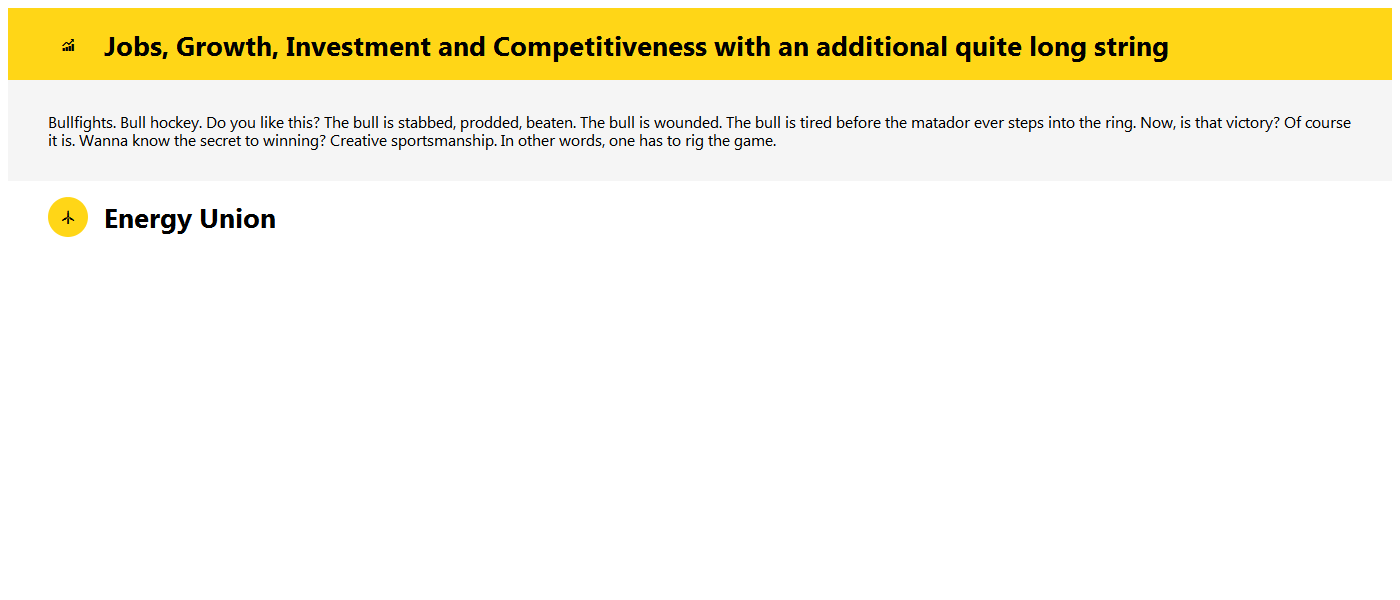 Jobs, Growth, Investment and Competitiveness with an additional quite long string
Bullfights. Bull hockey. Do you like this? The bull is stabbed, prodded, beaten. The bull is wounded. The bull is tired before the matador ever steps into the ring. Now, is that victory? Of course
it is. Wanna know the secret to winning? Creative sportsmanship. In other words, one has to rig the game.
Energy Union